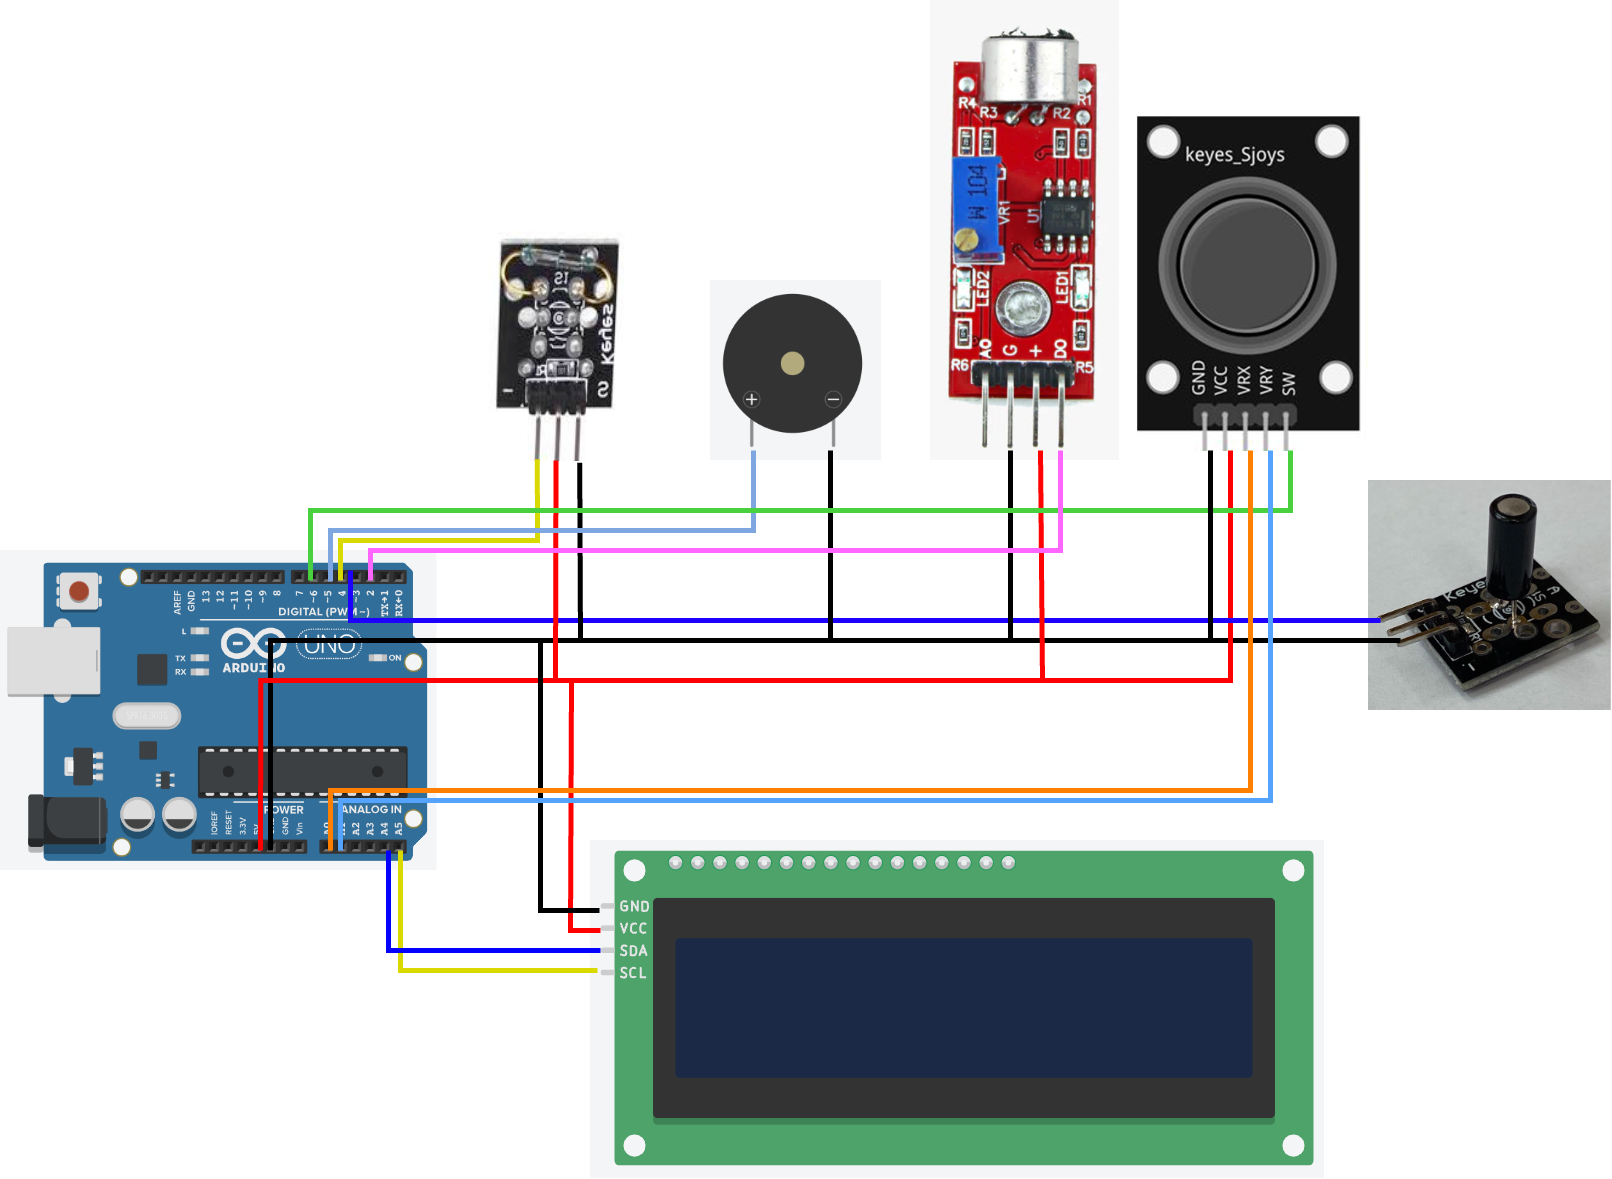 R4
R3
R2
R1
W 104
VR1
U1
LED2
LED1
AO
G
+
DO
R6
R5
keyes_Sjoys
GND
VCC
VRX
VRY
SW
Keyes
S
-
+
−
Keyes
S
-
AREF
GND
13
12
~11
~10
~9
8
7
~6
~5
4
~3
2
TX→1
RX←0
DIGITAL (PWM~)
L
TX
RX
ARDUINO
UNO
ON
POWER
ANALOG IN
IOREF
RESET
3.3V
5V
GND
Vin
A0
A2
A3
A4
A5
GND
VCC
SDA
SCL